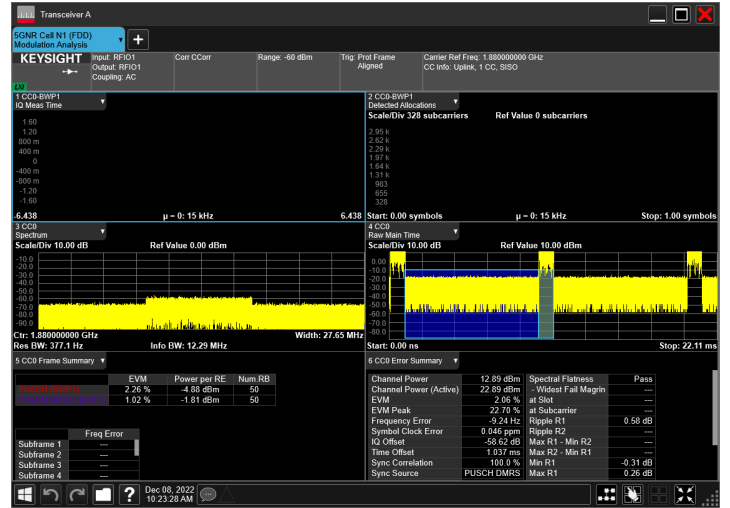 Transceiver A
5GNR Cell N1 (FDD)
Modulation Analysis
KEYSIGHT
LXI
Input: RFIO1
Output: RFIO1
Coupling: AC
Corr CCorr
Range: -60 dBm
Trig: Prot Frame
Aligned
Carrier Ref Freq: 1.880000000 GHz
CC Info: Uplink, 1 CC, SISO
1 CC0-BWP1
IQ Meas Time
1.60
1.20
800 m
400 m
0
-400 m
-800 m
-1.20
-1.60
-6.438 µ = 0: 15 kHz 6.438
2 CC0-BWP1
Detected Allocations
Scale/Div 328 subcarriers Ref Value 0 subcarriers
2.95 k
2.62 k
2.29 k
1.97 k
1.64 k
1.31 k
983
655
328
Start: 0.00 symbols µ = 0: 15 kHz Stop: 1.00 symbols
3 CC0
Spectrum
Scale/Div 10.00 dB Ref Value 0.00 dBm
-10.0
-20.0
-30.0
-40.0
-50.0
-60.0
-70.0
-80.0
-90.0
Ctr: 1.880000000 GHz Width: 27.65 MHz
Res BW: 377.1 Hz Info BW: 12.29 MHz
4 CC0
Raw Main Time
Scale/Div 10.00 dB Ref Value 10.00 dBm
0.00
-10.0
-20.0
-30.0
-40.0
-50.0
-60.0
-70.0
-80.0
Start: 0.00 ns Stop: 22.11 ms
5 CC0 Frame Summary
EVM Power per RE Num.RB
2.26 % -4.88 dBm 50
1.02 % -1.81 dBm 50
Freq Error
Subframe 1 ---
Subframe 2 ---
Subframe 3 ---
Subframe 4 ---
6 CC0 Error Summary
Channel Power 12.89 dBm Spectral Flatness Pass
Channel Power (Active) 22.89 dBm - Widest Fail Magrin ---
EVM 2.06 % at Slot ---
EVM Peak 22.70 % at Subcarrier ---
Frequency Error -9.24 Hz Ripple R1 0.58 dB
Symbol Clock Error 0.046 ppm Ripple R2 ---
IQ Offset -58.62 dB Max R1 - Min R2 ---
Time Offset 1.037 ms Max R2 - Min R1 ---
Sync Correlation 100.0 % Min R1 -0.31 dB
Sync Source PUSCH DMRS Max R1 0.26 dB
Dec 08, 2022
10:23:28 AM